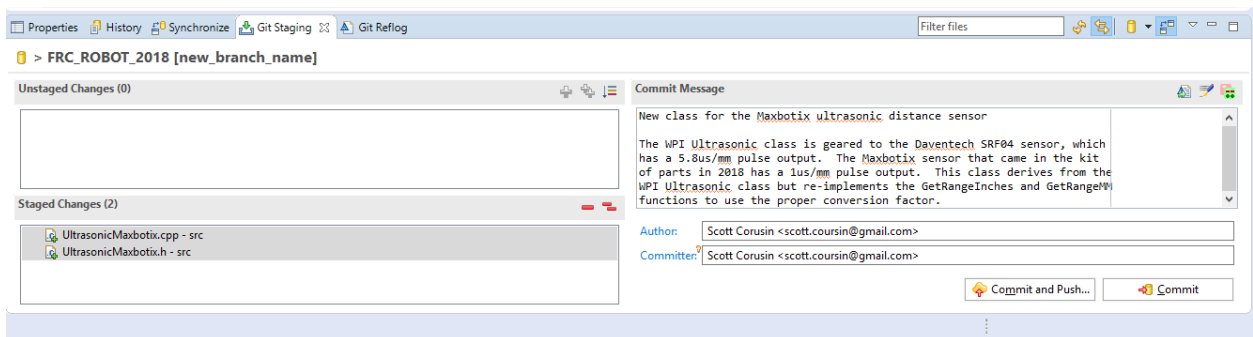 Properties History Synchronize Git Staging Git Reflog Filter files
> FRC_ROBOT_2018 [new_branch_name]
Unstaged Changes (0)
Staged Changes (2)
UltrasonicMaxbotix.cpp - src
UltrasonicMaxbotix.h - src
Commit Message
New class for the Maxbotix ultrasonic distance sensor
The WPI Ultrasonic class is geared to the Daventech SRF04 sensor, which
has a 5.8us/mm pulse output. The Maxbotix sensor that came in the kit
of parts in 2018 has a 1us/mm pulse output. This class derives from the
WPI Ultrasonic class but re-implements the GetRangeInches and GetRangeMM
functions to use the proper conversion factor.
Author: Scott Corusin <scott.coursin@gmail.com>
Committer: Scott Corusin <scott.coursin@gmail.com>
Commit and Push... Commit